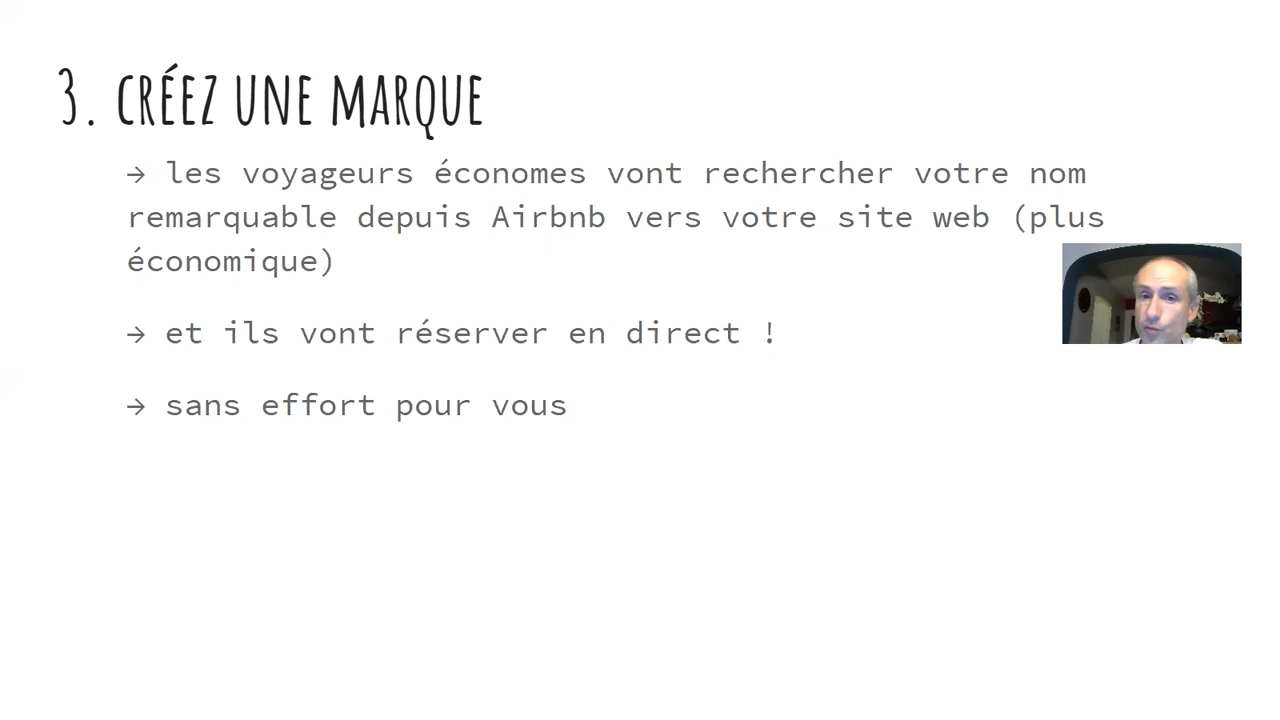 3. CRÉEZ UNE MARQUE
→ les voyageurs économes vont rechercher votre nom
remarquable depuis Airbnb vers votre site web (plus
économique)
→ et ils vont réserver en direct !
→ sans effort pour vous